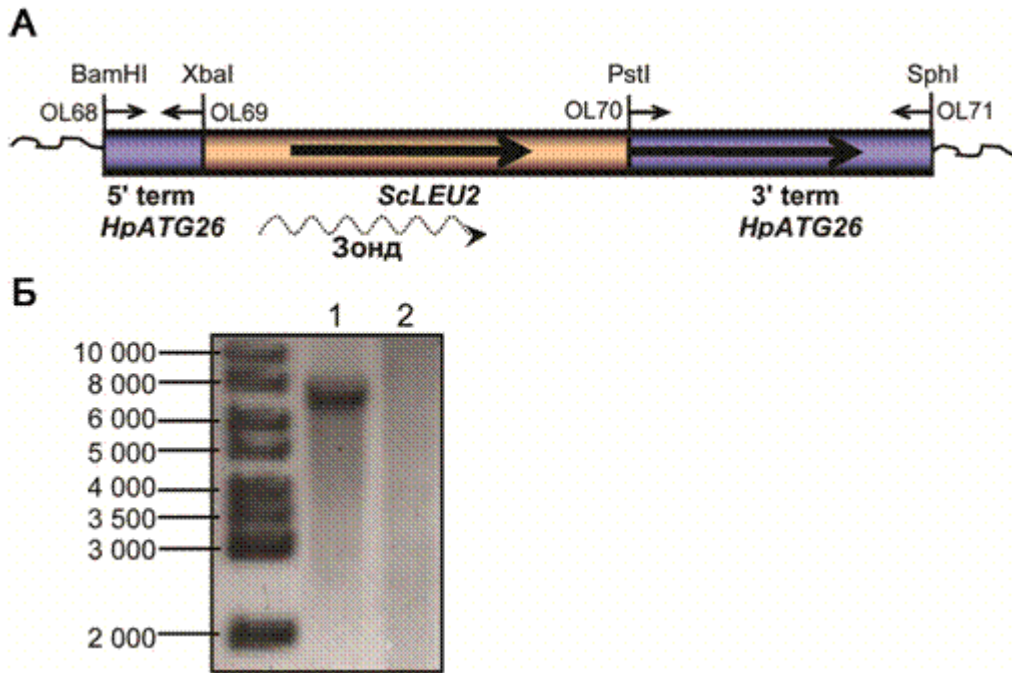 А
BamHI XbaI PstI SphI
OL68 OL69 OL70 OL71
5' term ScLEU2 3' term
HpATG26 HpATG26
Зонд
Б
1 2
10 000
8 000
6 000
5 000
4 000
3 500
3 000
2 000